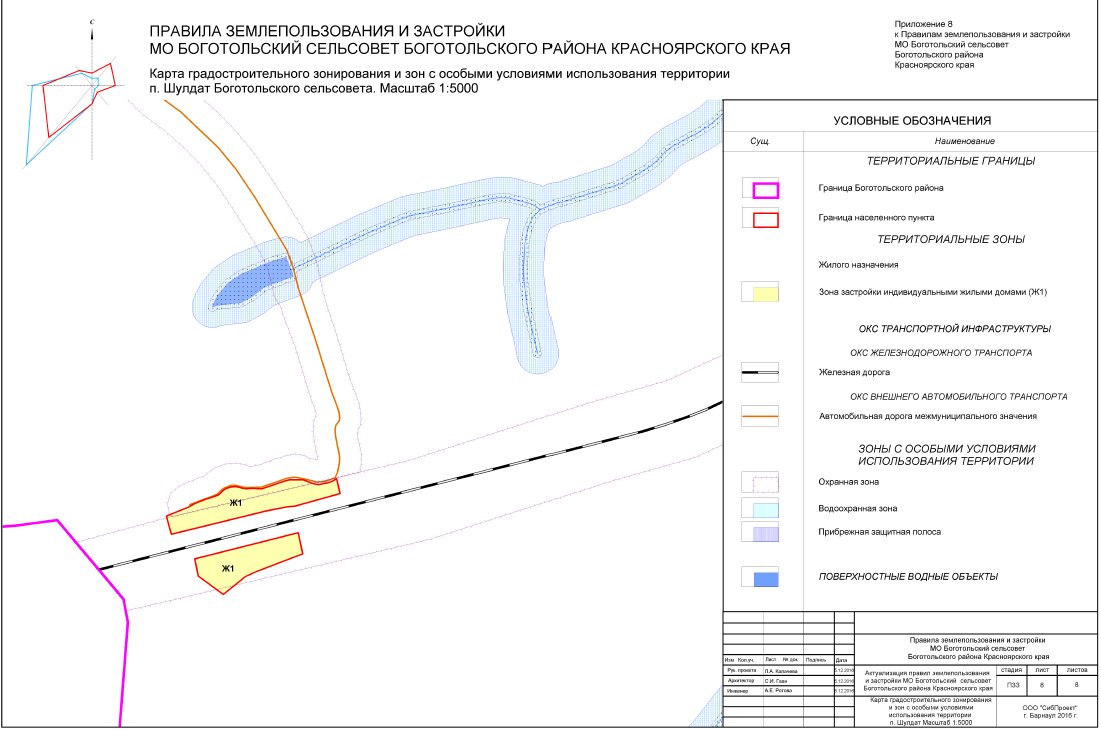 с
ПРАВИЛА ЗЕМЛЕПОЛЬЗОВАНИЯ И ЗАСТРОЙКИ
МО БОГОТОЛЬСКИЙ СЕЛЬСОВЕТ БОГОТОЛЬСКОГО РАЙОНА КРАСНОЯРСКОГО КРАЯ
Карта градостроительного зонирования и зон с особыми условиями использования территории
п. Шулдат Боготольского сельсовета. Масштаб 1:5000
Приложение 8
к Правилам землепользования и застройки
МО Боготольский сельсовет
Боготольского района
Красноярского края
Ж1
Ж1
УСЛОВНЫЕ ОБОЗНАЧЕНИЯ
Сущ. Наименование
ТЕРРИТОРИАЛЬНЫЕ ГРАНИЦЫ
Граница Боготольского района
Граница населенного пункта
ТЕРРИТОРИАЛЬНЫЕ ЗОНЫ
Жилого назначения
Зона застройки индивидуальными жилыми домами (Ж1)
ОКС ТРАНСПОРТНОЙ ИНФРАСТРУКТУРЫ
ОКС ЖЕЛЕЗНОДОРОЖНОГО ТРАНСПОРТА
Железная дорога
ОКС ВНЕШНЕГО АВТОМОБИЛЬНОГО ТРАНСПОРТА
Автомобильная дорога межмуниципального значения
ЗОНЫ С ОСОБЫМИ УСЛОВИЯМИ
ИСПОЛЬЗОВАНИЯ ТЕРРИТОРИИ
Охранная зона
Водоохранная зона
Прибрежная защитная полоса
ПОВЕРХНОСТНЫЕ ВОДНЫЕ ОБЪЕКТЫ
Правила землепользования и застройки
МО Боготольский сельсовет
Боготольского района Красноярского края
Изм Кол.уч. Лист № док Подпись Дата
Рук. проекта Л.А. Калачева
Архитектор С.И. Гаан
Инженер А.Е. Рогова
Актуализация правил землепользования
и застройки МО Боготольский сельсовет
Боготольского района Красноярского края
стадия лист листов
ПЗЗ 8 8
Карта градостроительного зонирования
и зон с особыми условиями
использования территории
п. Шулдат Масштаб 1:5000
ООО "СибПроект"
г. Барнаул 2016 г.